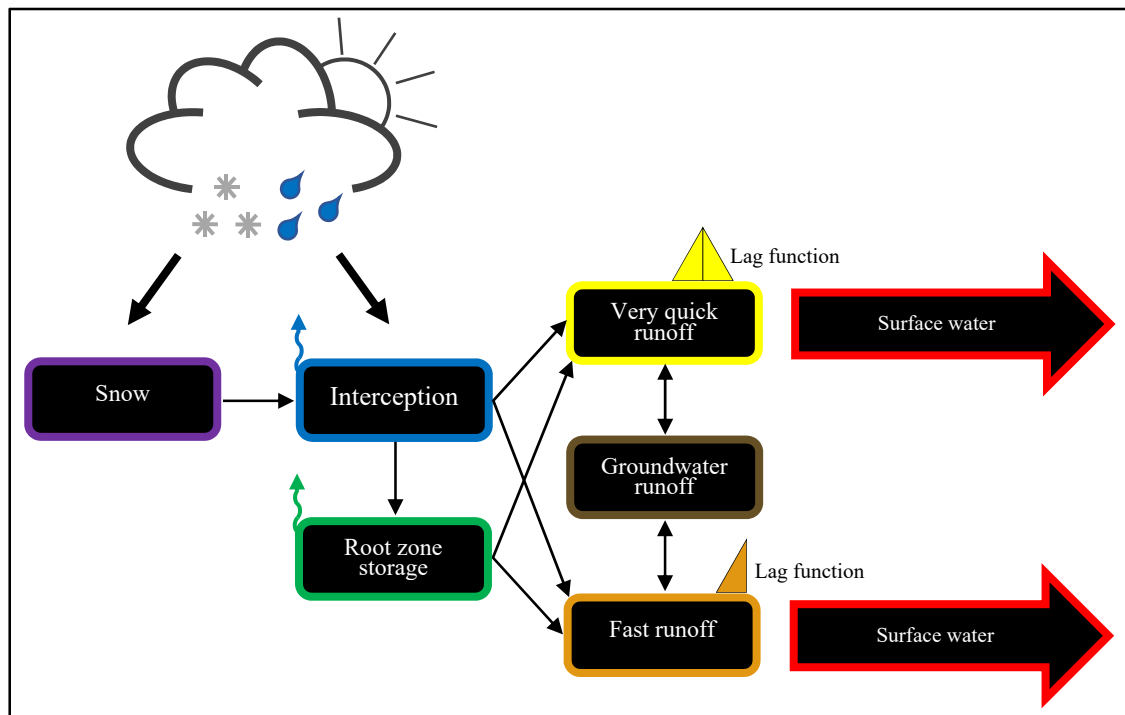 Lag function
Very quick
runoff
Surface water
Snow
Interception
Groundwater
runoff
Root zone
storage
Lag function
Fast runoff
Surface water